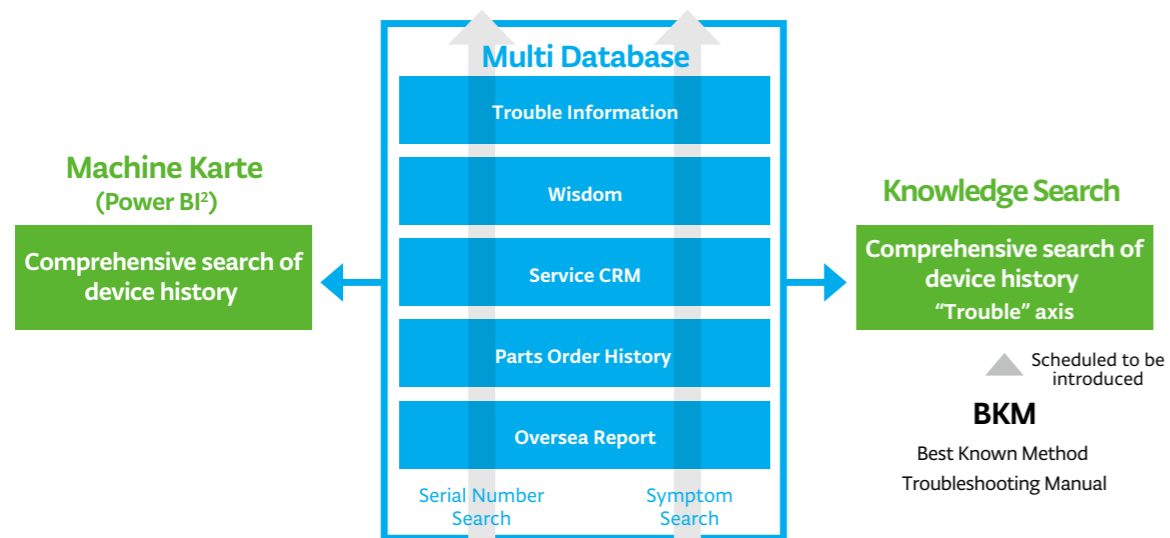 Multi Database
Trouble Information
Wisdom
Service CRM
Parts Order History
Oversea Report
Serial Number
Search
Symptom
Search
Machine Karte
(Power BI²)
Comprehensive search of
device history
Knowledge Search
Comprehensive search of
device history
“Trouble” axis
Scheduled to be
introduced
BKM
Best Known Method
Troubleshooting Manual